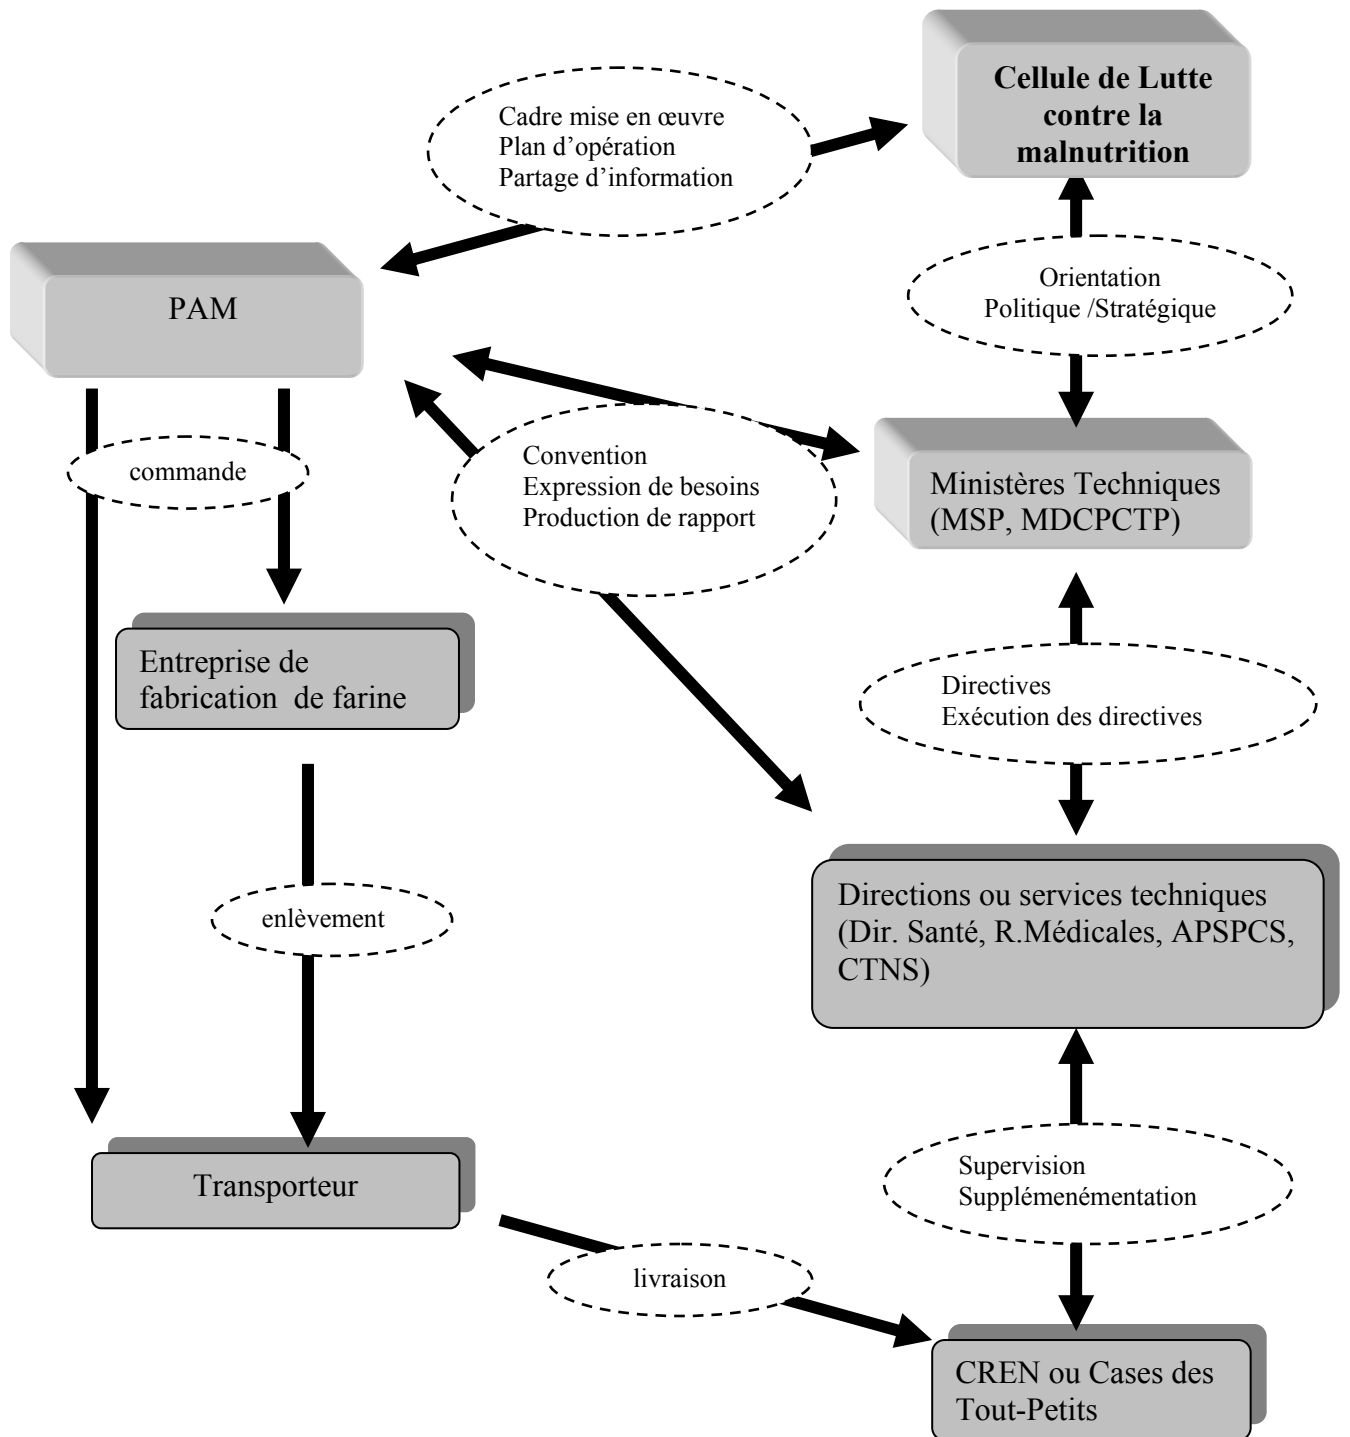 Cellule de Lutte
contre la
malnutrition
Cadre mise en œuvre
Plan d'opération
Partage d'information
Orientation
Politique /Stratégique
PAM
commande
Convention
Expression de besoins
Production de rapport
Ministères Techniques
(MSP, MDCPCTP)
Entreprise de
fabrication  de farine
Directives
Exécution des directives
enlèvement
Directions ou services techniques
(Dir. Santé, R.Médicales, APSPCS,
CTNS)
Transporteur
Supervision
Supplémenémentation
livraison
CREN ou Cases des
Tout-Petits